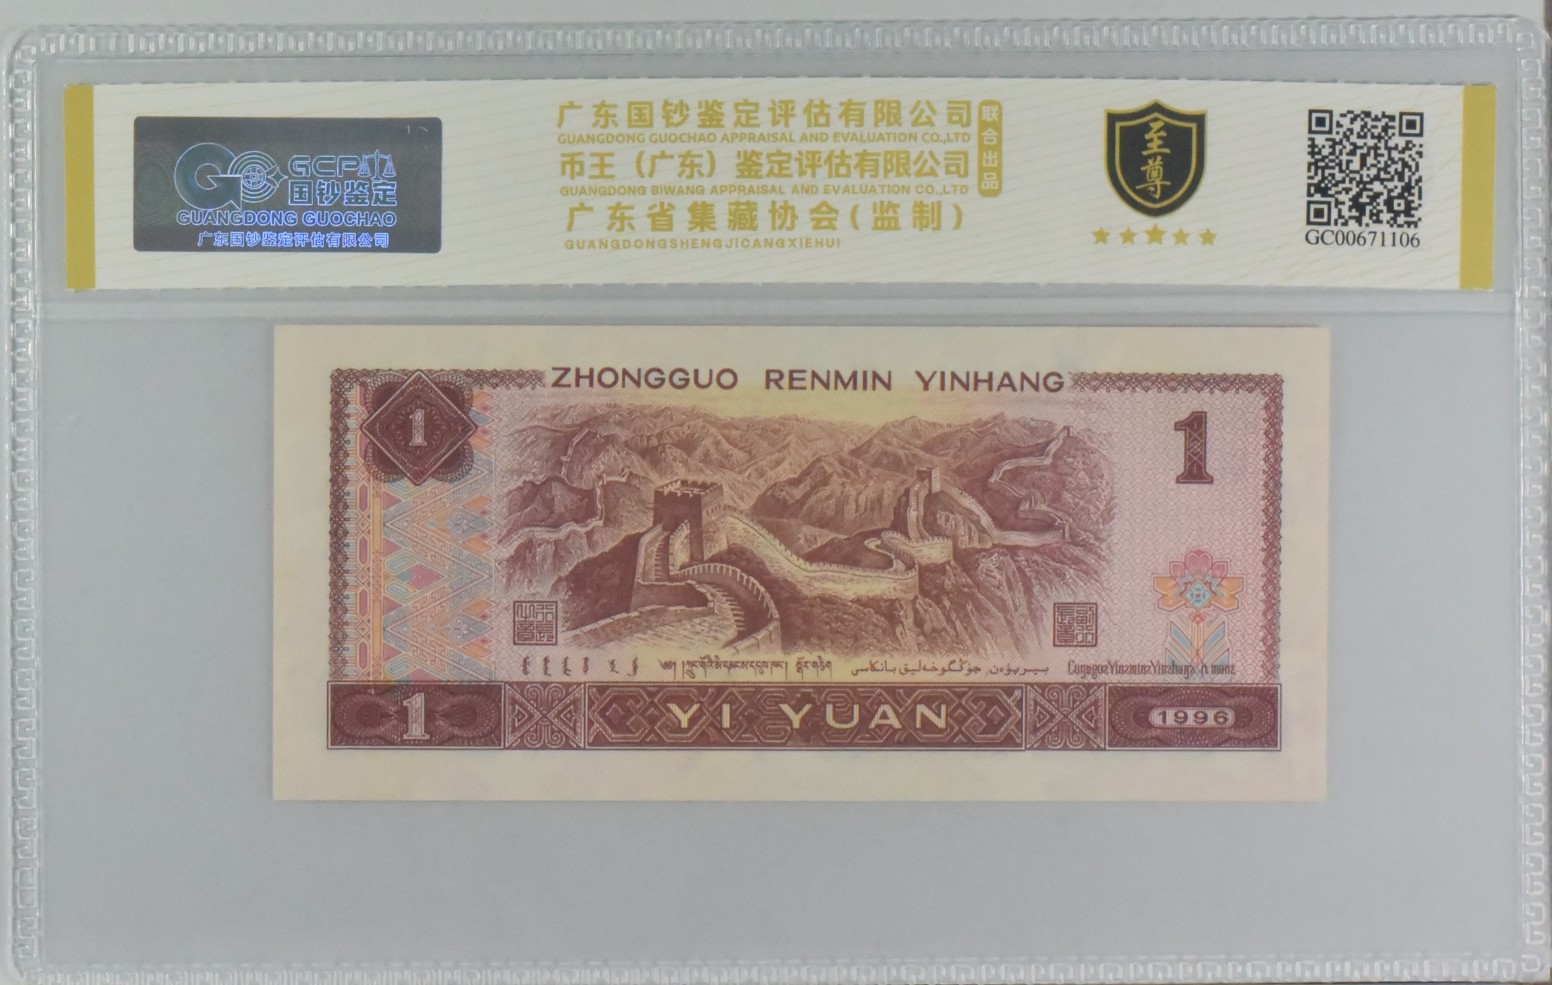 GCPA
国钞鉴定
GUANGDONG GUOCHAO
广东国钞鉴定评估有限公司
广东国钞鉴定评估有限公司
GUANGDONG GUOCHAO APPRAISAL AND EVALUATION CO.,LTD
币王（广东）鉴定评估有限公司
GUANGDONG BIWANG APPRAISAL AND EVALUATION CO.,LTD
联合出品
广东省集藏协会(监制)
GUANGDONGSHENGJICANGXIEHUI
至尊
GC00671106
ZHONGGUO RENMIN YINHANG
1
1
1
YI YUAN
1996